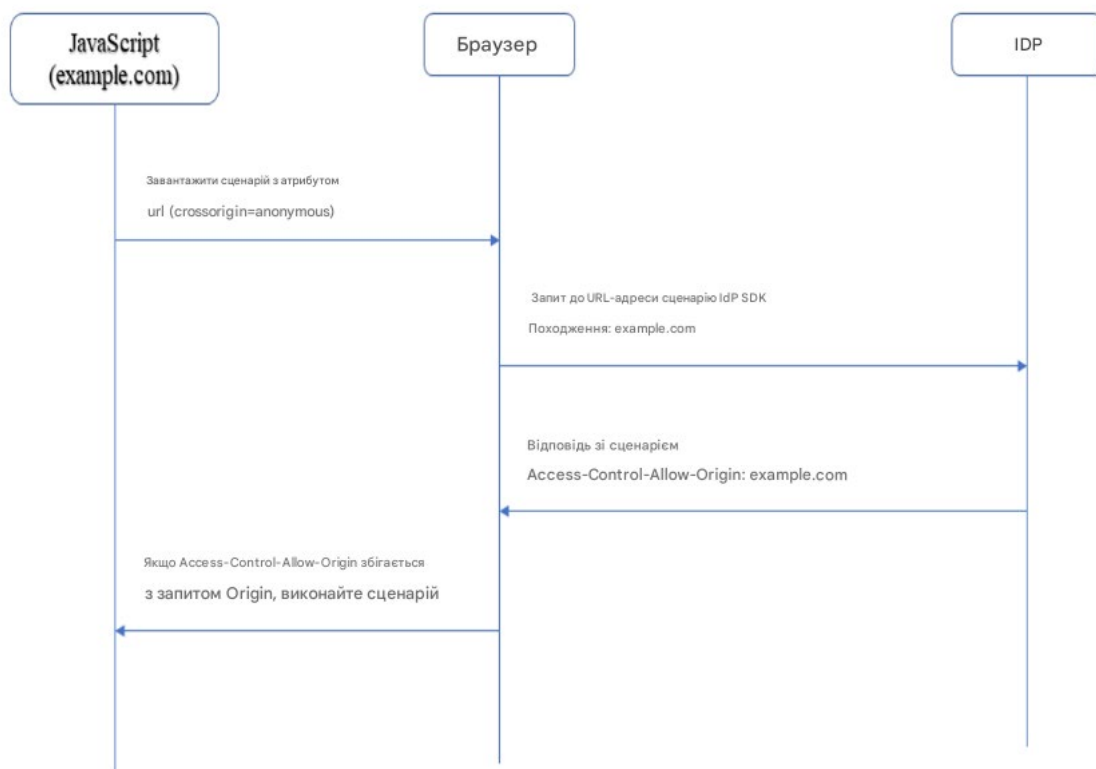 JavaScript
(example.com)
Браузер
IDP
Завантажити сценарій з атрибутом
url (crossorigin=anonymous)
Запит до URL-адреси сценарію IdP SDK
Походження: example.com
Відповідь зі сценарієм
Access-Control-Allow-Origin: example.com
Якщо Access-Control-Allow-Origin збігається
з запитом Origin, виконайте сценарій